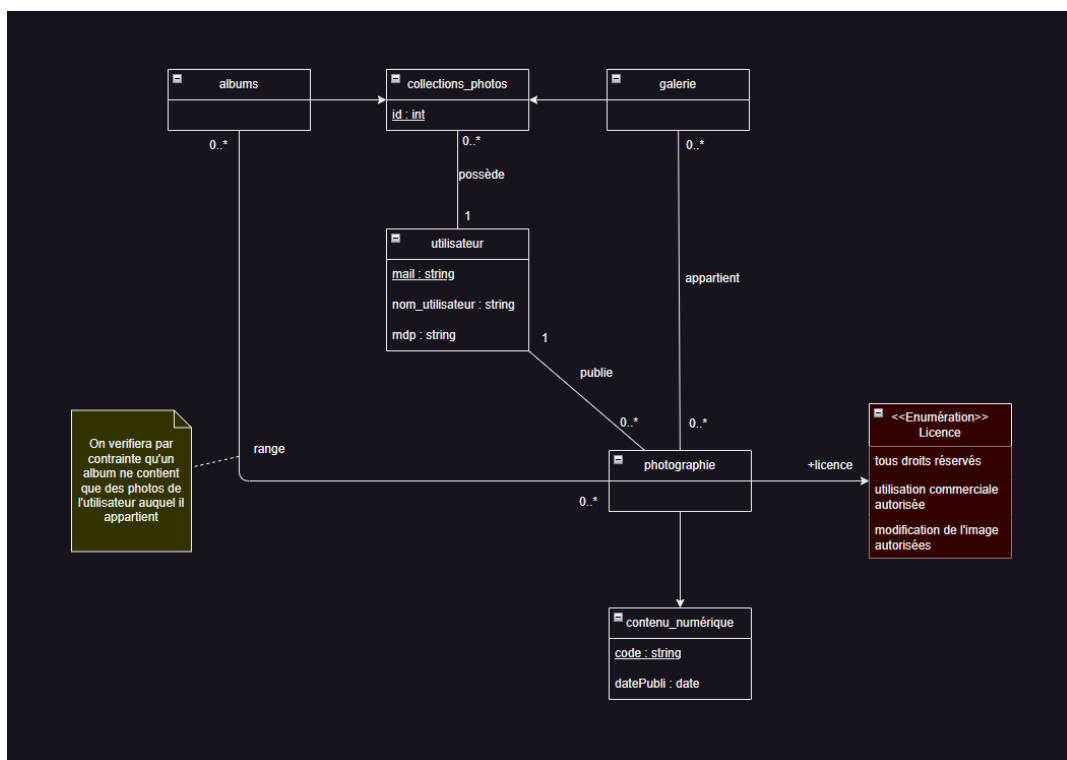 albums
collections_photos
id : int
galerie
0..*
0..*
0..*
possède
1
utilisateur
mail : string
nom_utilisateur : string
mdp : string
appartient
1
publie
0..*
0..*
On verifiera par
contrainte qu'un
album ne contient
que des photos de
l'utilisateur auquel il
appartient
range
0..*
photographie
+licence
<<Enumération>>
Licence
tous droits réservés
utilisation commerciale
autorisée
modification de l'image
autorisées
contenu_numérique
code : string
datePubli : date